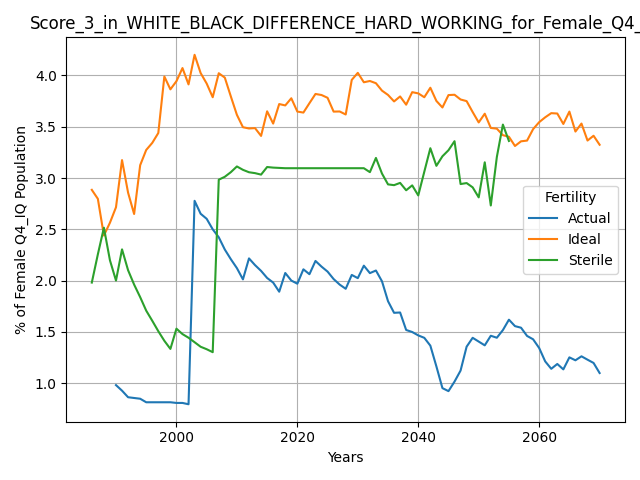 Score_3_in_WHITE_BLACK_DIFFERENCE_HARD_WORKING_for_Female_Q4_
4.0
3.5
3.0
2.5
2.0
1.5
1.0
% of Female Q4_IQ Population
Fertility
Actual
Ideal
Sterile
2000
2020
2040
2060
Years